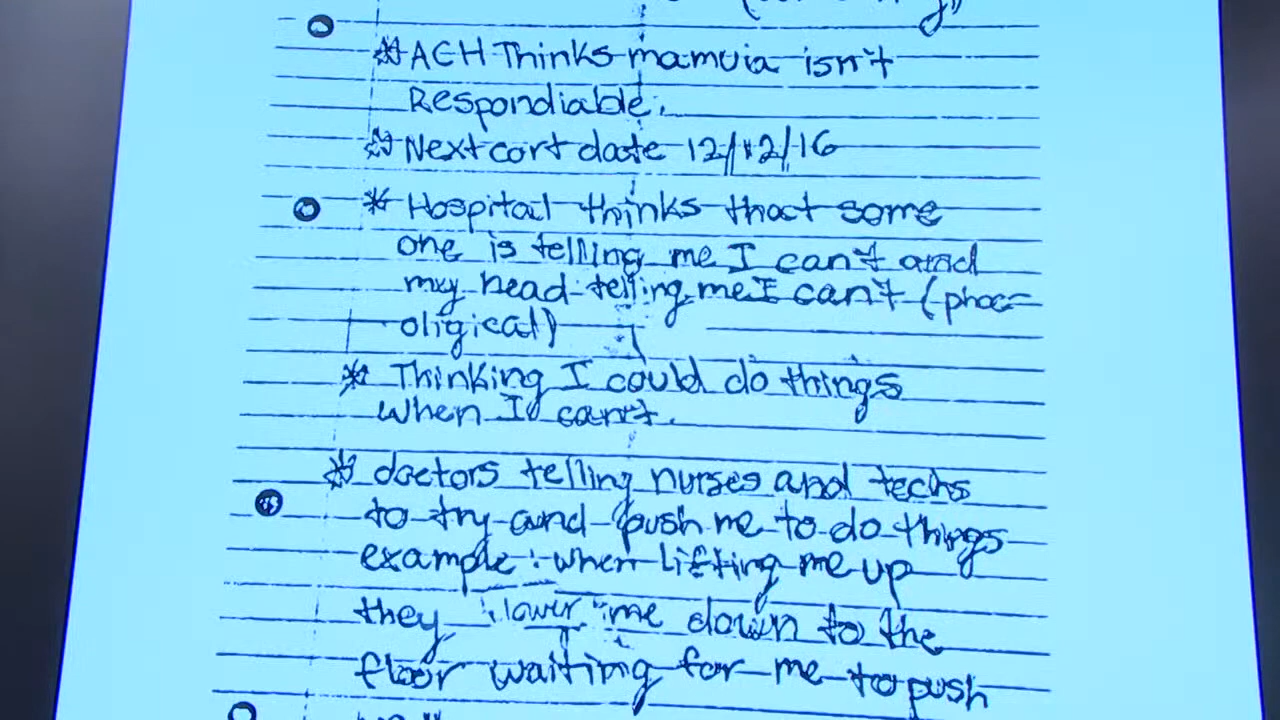 * ACH Thinks mamuia isn't
Respondiable.
* Next cort date 12/12/16
* Hospital thinks that some
one is telling me I can't and
my head telling me I can't (phoc-
oligical)
* Thinking I could do things
when I can't.
* doctors telling nurses and techs
to try and push me to do things
example: when lifting me up
they lower me down to the
floor waiting for me to push